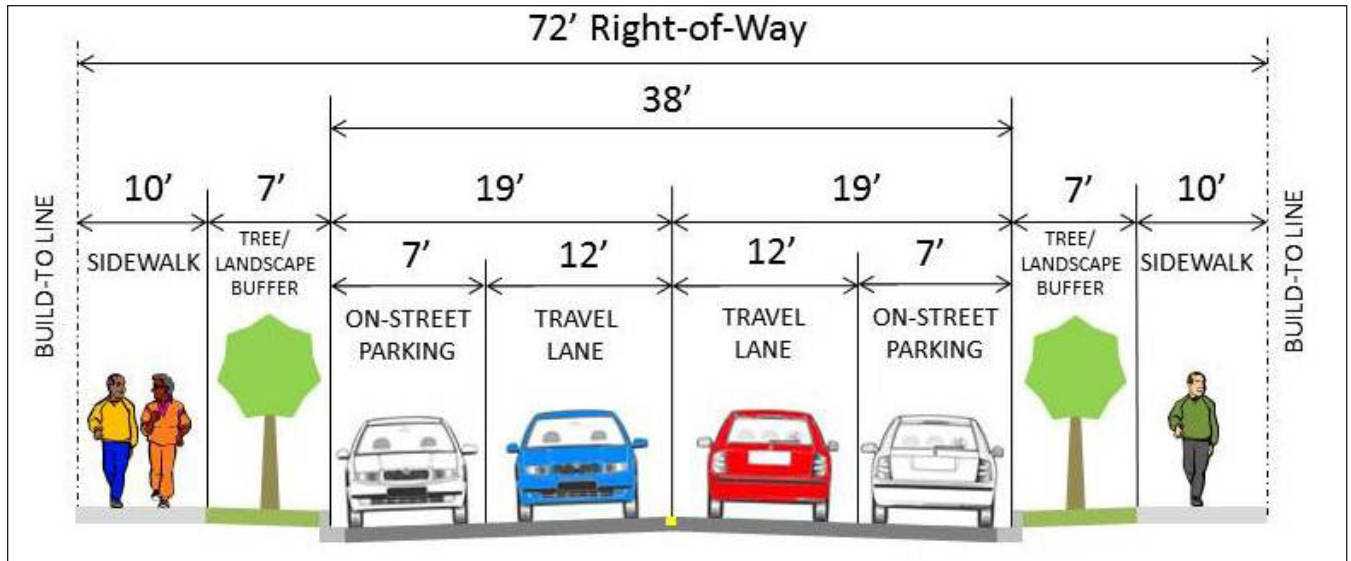 72’ Right-of-Way
38’
10’ 7’ 19’ 19’ 7’ 10’
BUILD-TO LINE
SIDEWALK
TREE/
LANDSCAPE
BUFFER
7’ 12’ 12’ 7’
ON-STREET
PARKING
TRAVEL
LANE
TRAVEL
LANE
ON-STREET
PARKING
TREE/
LANDSCAPE
BUFFER
SIDEWALK
BUILD-TO LINE